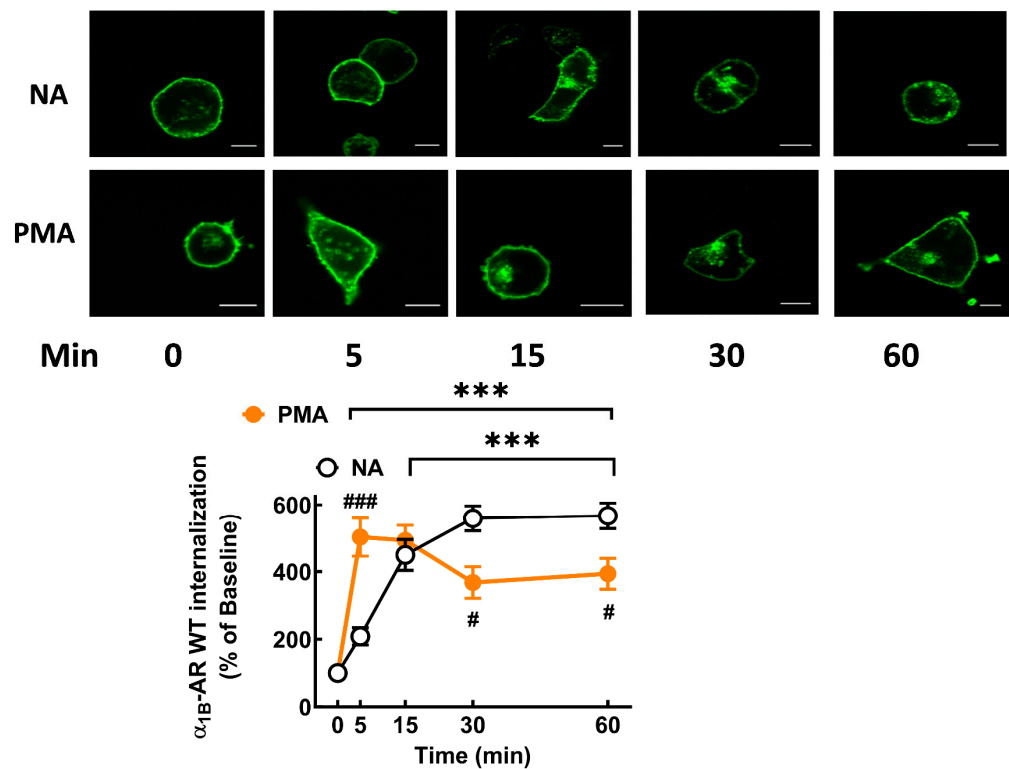 NA
PMA
Min 0 5 15 30 60
***
PMA
***
NA
α1B-AR WT internalization
(% of Baseline)
600
400
200
0
###
#
#
0 5 15 30 60
Time (min)